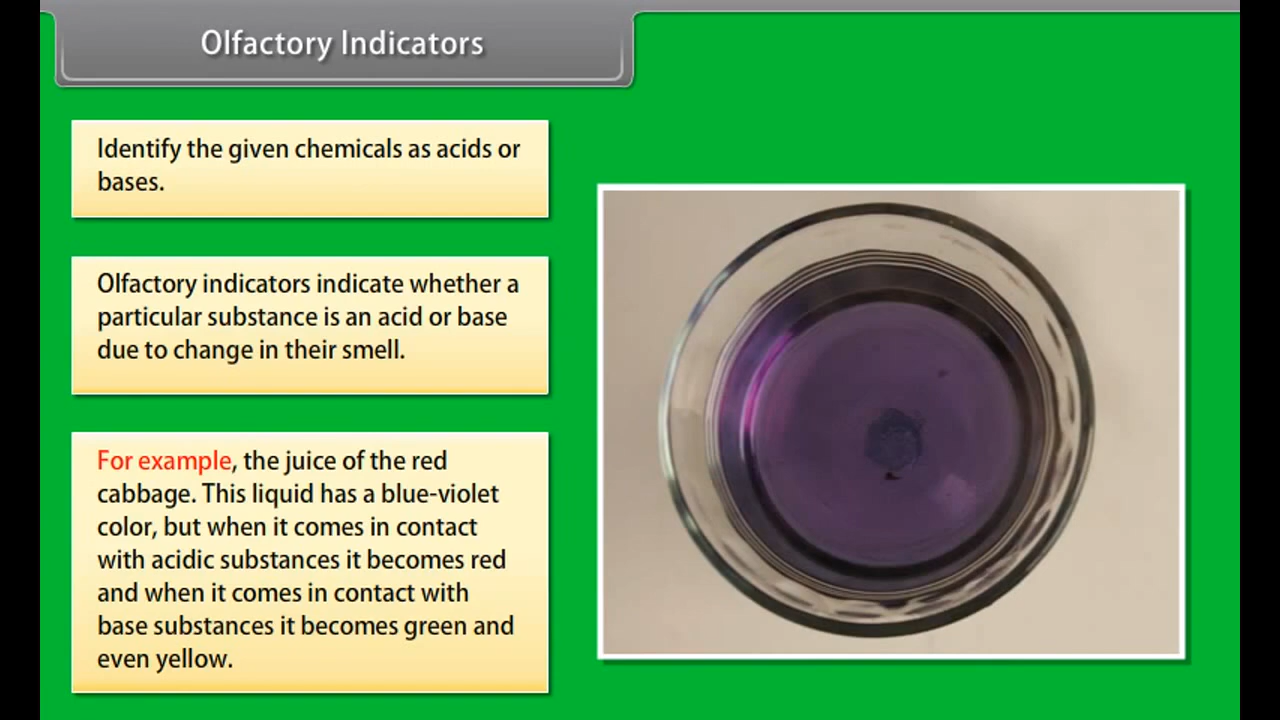 Olfactory Indicators
Identify the given chemicals as acids or
bases.
Olfactory indicators indicate whether a
particular substance is an acid or base
due to change in their smell.
For example, the juice of the red
cabbage. This liquid has a blue-violet
color, but when it comes in contact
with acidic substances it becomes red
and when it comes in contact with
base substances it becomes green and
even yellow.